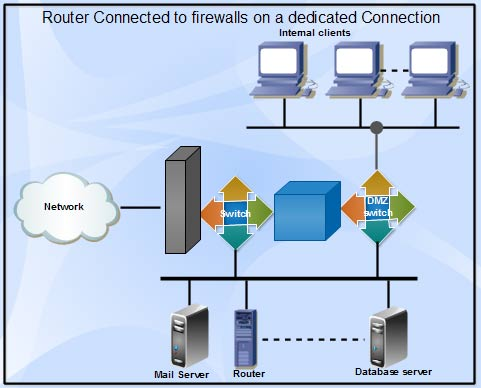 Router Connected to firewalls on a dedicated Connection
Internal clients
Network
Switch
DMZ
switch
Mail Server
Router
Database server